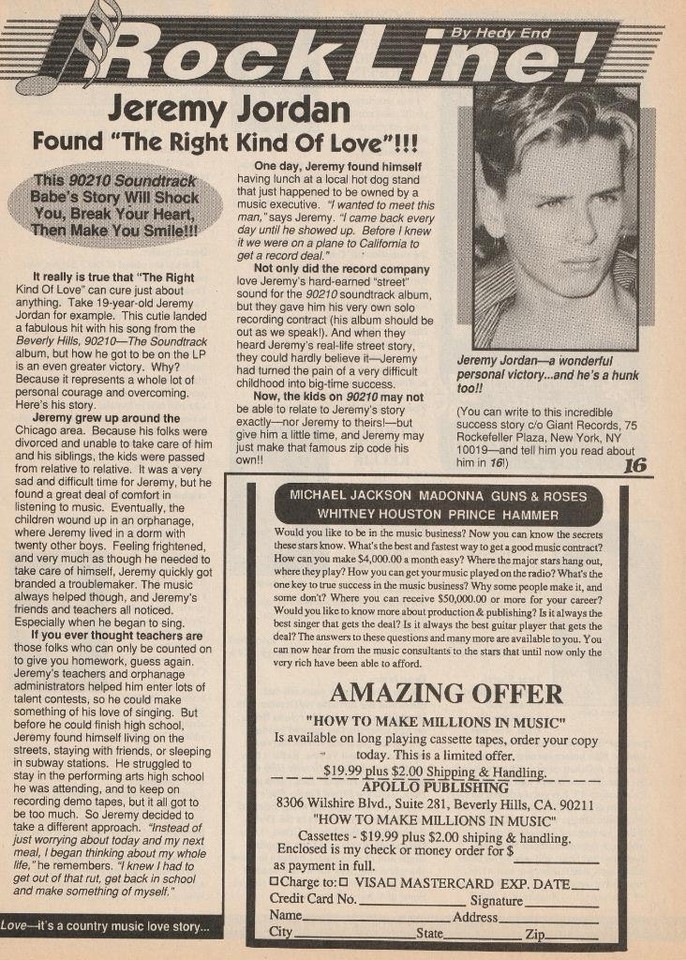 RockLine!
By Hedy End
Jeremy Jordan
Found "The Right Kind Of Love"!!!
This 90210 Soundtrack
Babe's Story Will Shock
You, Break Your Heart,
Then Make You Smile!!!
It really is true that "The Right
Kind Of Love" can cure just about
anything. Take 19-year-old Jeremy
Jordan for example. This cutie landed
a fabulous hit with his song from the
Beverly Hills, 90210—The Soundtrack
album, but how he got to be on the LP
is an even greater victory. Why?
Because it represents a whole lot of
personal courage and overcoming.
Here's his story.
Jeremy grew up around the
Chicago area. Because his folks were
divorced and unable to take care of him
and his siblings, the kids were passed
from relative to relative. It was a very
sad and difficult time for Jeremy, but he
found a great deal of comfort in
listening to music. Eventually, the
children wound up in an orphanage,
where Jeremy lived in a dorm with
twenty other boys. Feeling frightened,
and very much as though he needed to
take care of himself, Jeremy quickly got
branded a troublemaker. The music
always helped though, and Jeremy's
friends and teachers all noticed.
Especially when he began to sing.
If you ever thought teachers are
those folks who can only be counted on
to give you homework, guess again.
Jeremy's teachers and orphanage
administrators helped him enter lots of
talent contests, so he could make
something of his love of singing. But
before he could finish high school,
Jeremy found himself living on the
streets, staying with friends, or sleeping
in subway stations. He struggled to
stay in the performing arts high school
he was attending, and to keep on
recording demo tapes, but it all got to
be too much. So Jeremy decided to
take a different approach. "Instead of
just worrying about today and my next
meal, I began thinking about my whole
life," he remembers. "I knew I had to
get out of that rut, get back in school
and make something of myself."
One day, Jeremy found himself
having lunch at a local hot dog stand
that just happened to be owned by a
music executive. "I wanted to meet this
man," says Jeremy. "I came back every
day until he showed up. Before I knew
it we were on a plane to California to
get a record deal."
Not only did the record company
love Jeremy's hard-earned "street"
sound for the 90210 soundtrack album,
but they gave him his very own solo
recording contract (his album should be
out as we speak!). And when they
heard Jeremy's real-life street story,
they could hardly believe it—Jeremy
had turned the pain of a very difficult
childhood into big-time success.
Now, the kids on 90210 may not
be able to relate to Jeremy's story
exactly—nor Jeremy to theirs!—but
give him a little time, and Jeremy may
just make that famous zip code his
own!!
Jeremy Jordan—a wonderful
personal victory...and he's a hunk
too!!
(You can write to this incredible
success story c/o Giant Records, 75
Rockefeller Plaza, New York, NY
10019—and tell him you read about
him in 16!)
16
MICHAEL JACKSON MADONNA GUNS & ROSES
WHITNEY HOUSTON PRINCE HAMMER
Would you like to be in the music business? Now you can know the secrets
these stars know. What's the best and fastest way to get a good music contract?
How can you make $4,000.00 a month easy? Where the major stars hang out,
where they play? How you can get your music played on the radio? What's the
one key to true success in the music business? Why some people make it, and
some don't? Where you can receive $50,000.00 or more for your career?
Would you like to know more about production & publishing? Is it always the
best singer that gets the deal? Is it always the best guitar player that gets the
deal? The answers to these questions and many more are available to you. You
can now hear from the music consultants to the stars that until now only the
very rich have been able to afford.
AMAZING OFFER
"HOW TO MAKE MILLIONS IN MUSIC"
Is available on long playing cassette tapes, order your copy
today. This is a limited offer.
$19.99 plus $2.00 Shipping & Handling.
APOLLO PUBLISHING
8306 Wilshire Blvd., Suite 281, Beverly Hills, CA. 90211
"HOW TO MAKE MILLIONS IN MUSIC"
Cassettes - $19.99 plus $2.00 shiping & handling.
Enclosed is my check or money order for $
as payment in full.
Charge to: VISA MASTERCARD EXP. DATE
Credit Card No. Signature
Name Address
City State Zip
Love—it's a country music love story...